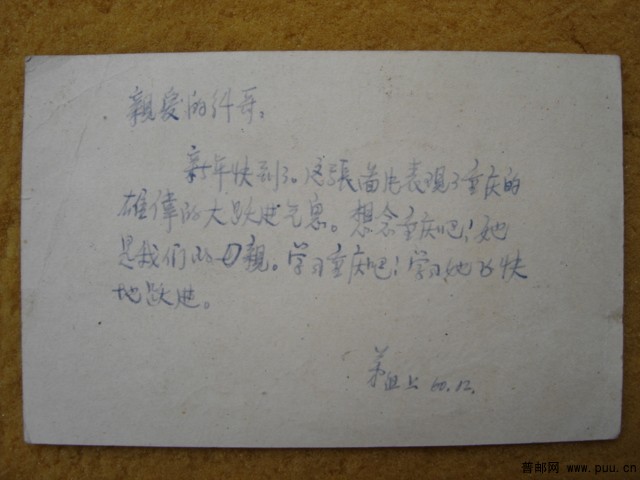 親爱的纠哥:
新年快到了。这張畫片表现了重庆的
雄偉的大跃进气息。想念重庆吧!她
是我们的母親。学习重庆吧!学习她飞快
地跃进。
上 60.12.
普邮网 www.puu.cn